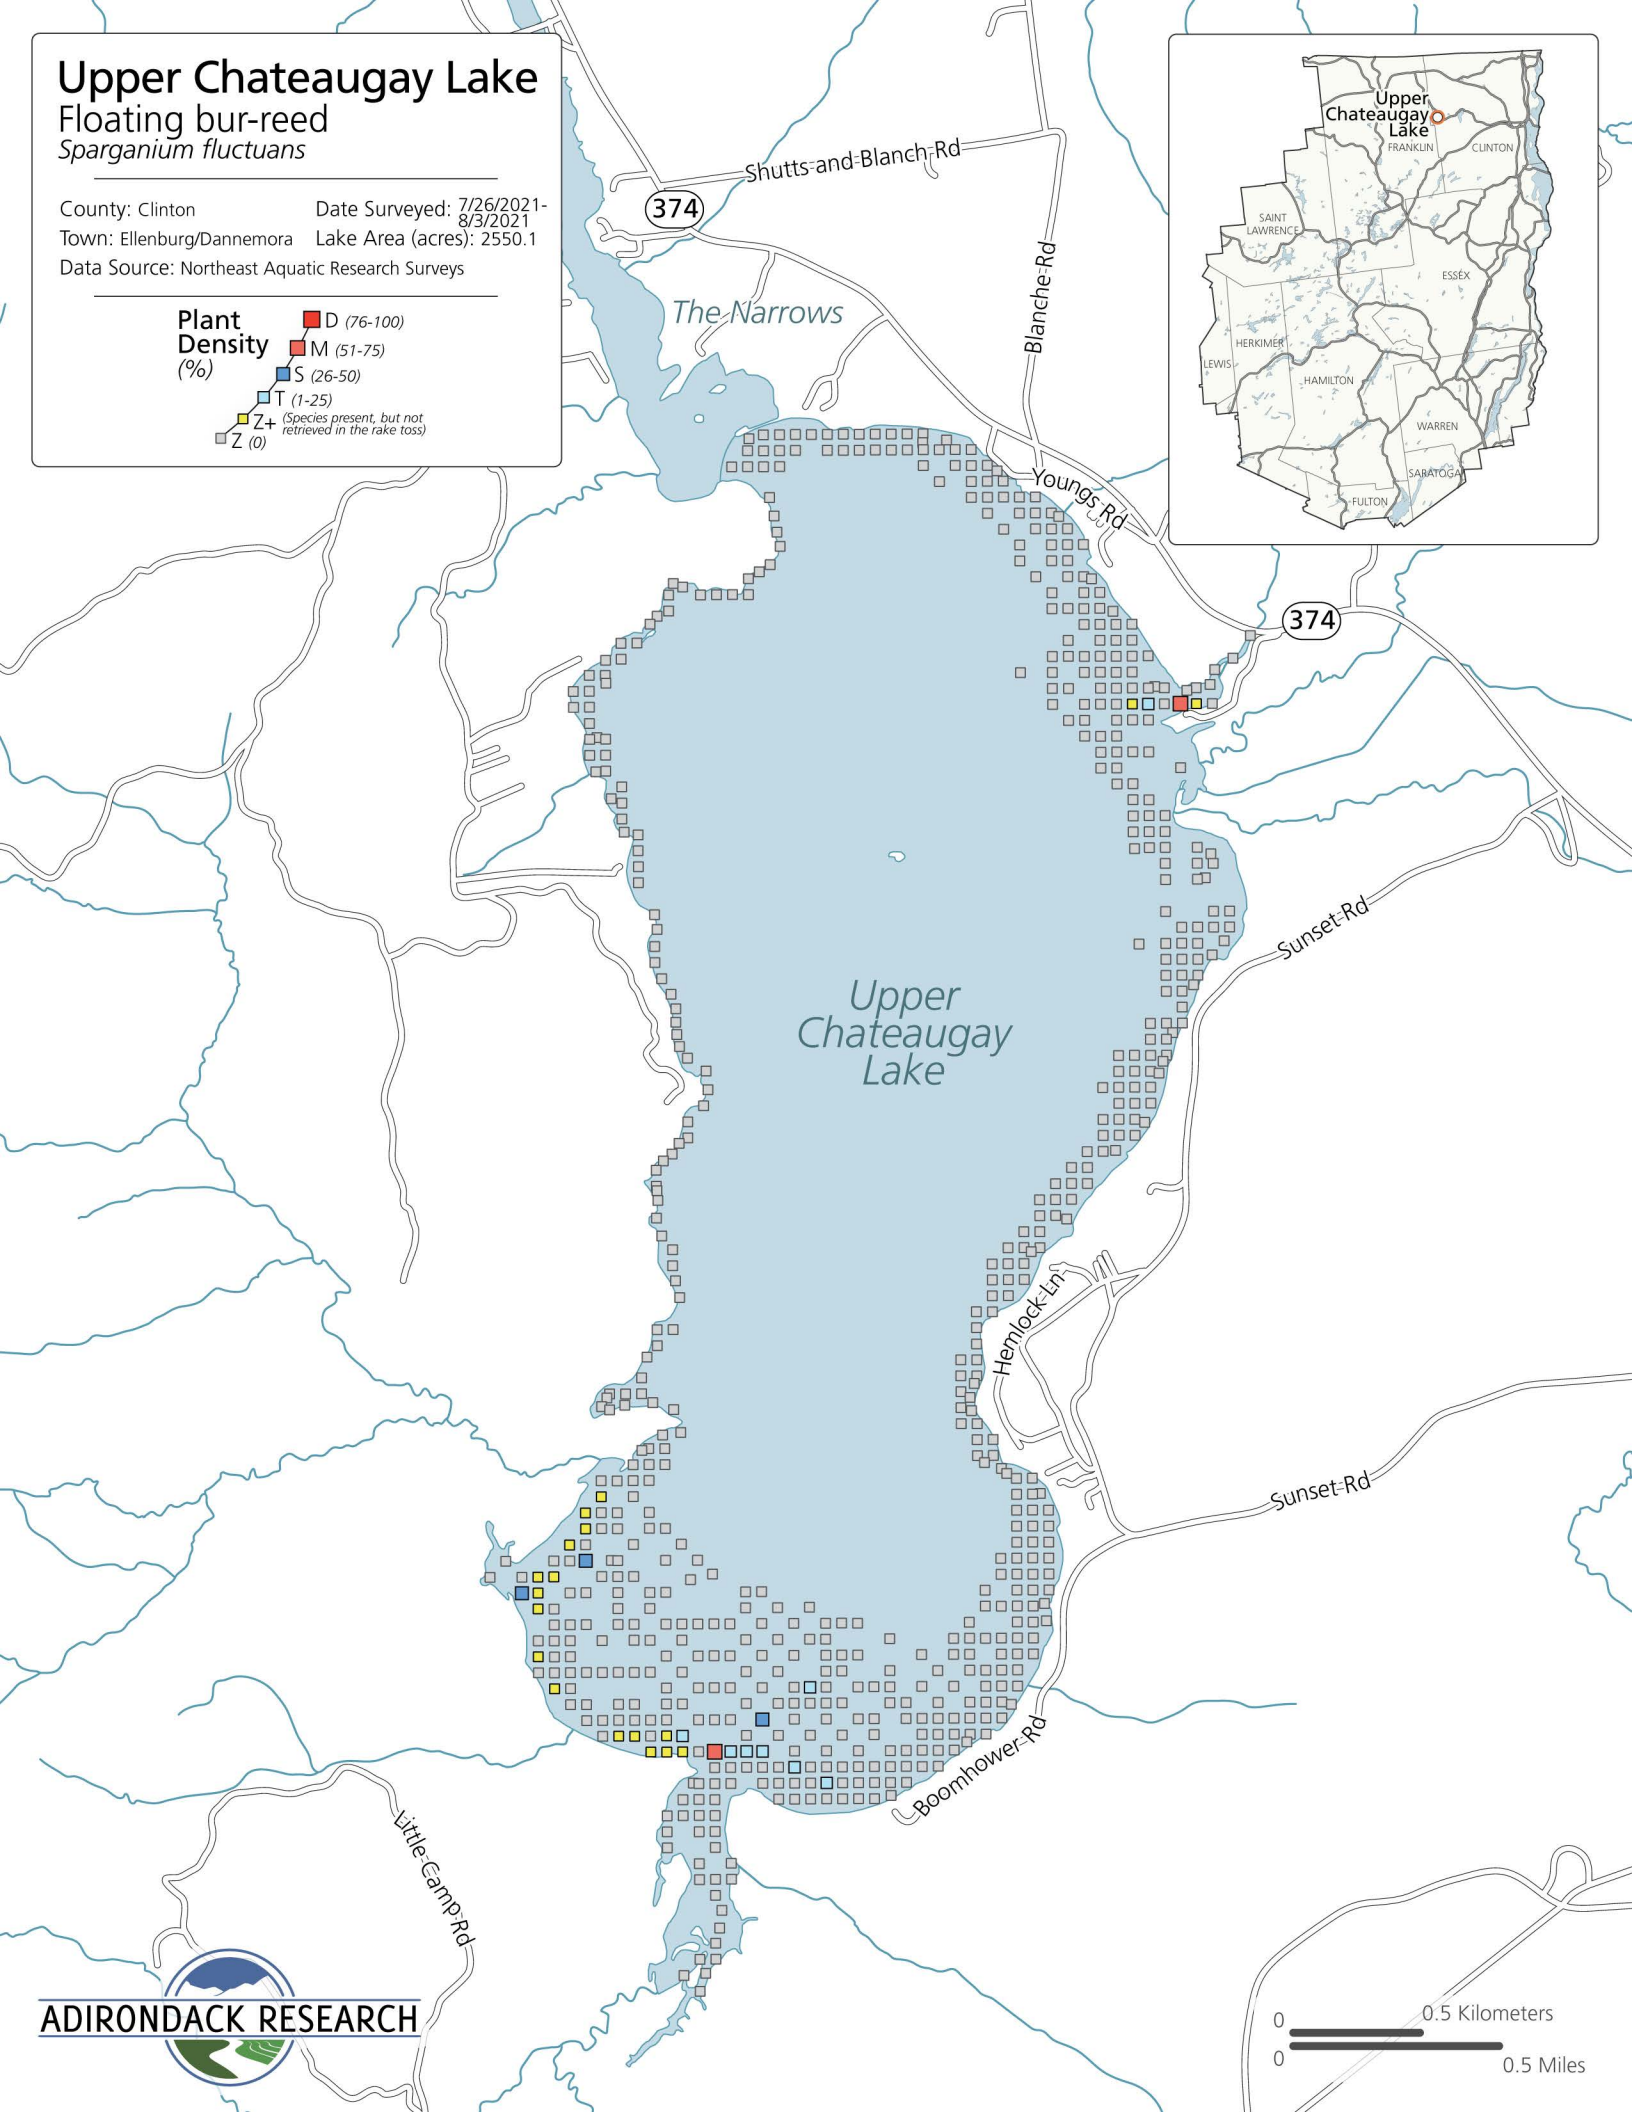 Upper Chateaugay Lake
Floating bur-reed
Sparganium fluctuans
County: Clinton
Date Surveyed: 7/26/2021-
8/3/2021
Town: Ellenburg/Dannemora
Lake Area (acres): 2550.1
Data Source: Northeast Aquatic Research Surveys
Plant
Density
(%)
D (76-100)
M (51-75)
S (26-50)
T (1-25)
Z+ (Species present, but not
retrieved in the rake toss)
Z (0)
Upper
Chateaugay
Lake
FRANKLIN
CLINTON
SAINT
LAWRENCE
ESSEX
HERKIMER
LEWIS
HAMILTON
WARREN
SARATOGA
FULTON
Shutts-and-Blanch-Rd
374
Blanche-Rd
The Narrows
Youngs Rd
374
Sunset-Rd
Upper
Chateaugay
Lake
Hemlock-Ln
Sunset-Rd
Boomhower-Rd
Little-Camp-Rd
ADIRONDACK RESEARCH
0
0.5 Kilometers
0
0.5 Miles